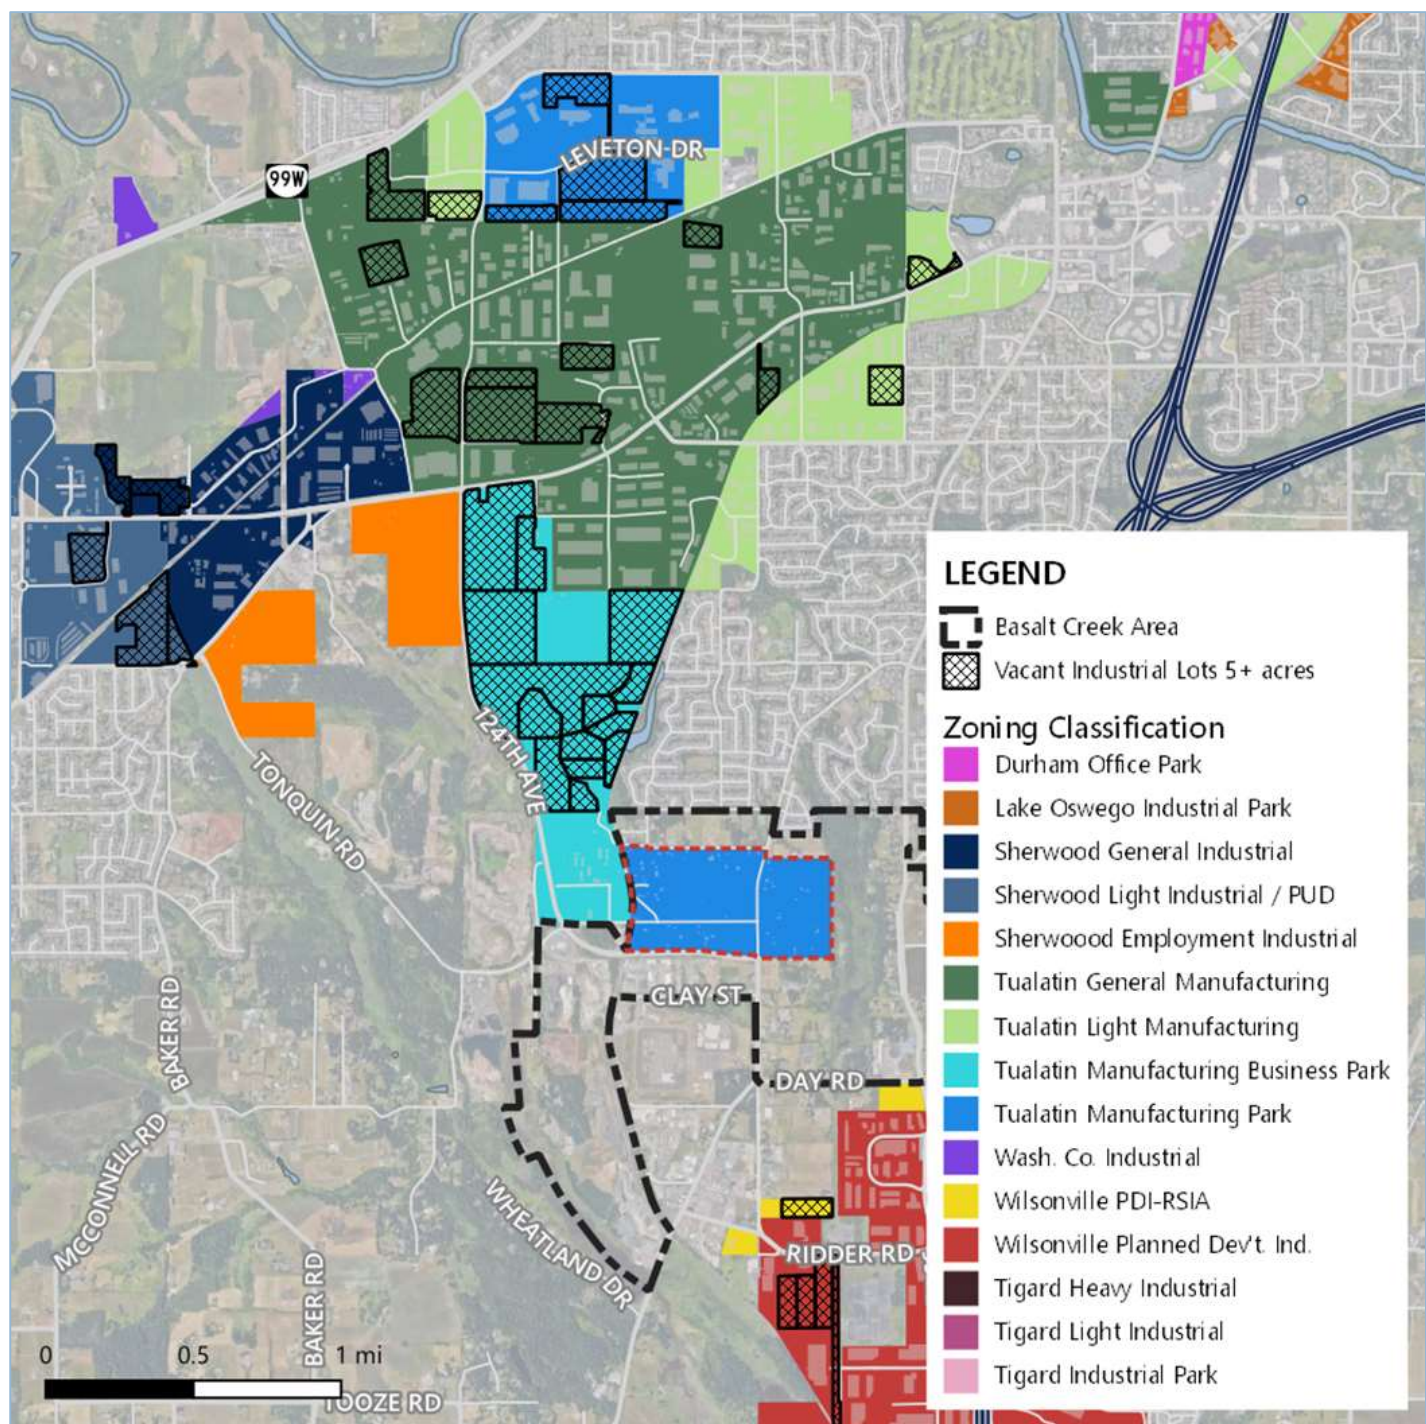 LEVETON DR
99W
124TH AVE
TONQUIN RD
CLAY ST
BAKER RD
DAY RD
MCCONNELL RD
WHEATLAND DR
RIDDER RD
BAKER RD
TOOZE RD
0 0.5 1 mi
LEGEND
Basalt Creek Area
Vacant Industrial Lots 5+ acres
Zoning Classification
Durham Office Park
Lake Oswego Industrial Park
Sherwood General Industrial
Sherwood Light Industrial / PUD
Sherwoood Employment Industrial
Tualatin General Manufacturing
Tualatin Light Manufacturing
Tualatin Manufacturing Business Park
Tualatin Manufacturing Park
Wash. Co. Industrial
Wilsonville PDI-RSIA
Wilsonville Planned Dev't. Ind.
Tigard Heavy Industrial
Tigard Light Industrial
Tigard Industrial Park